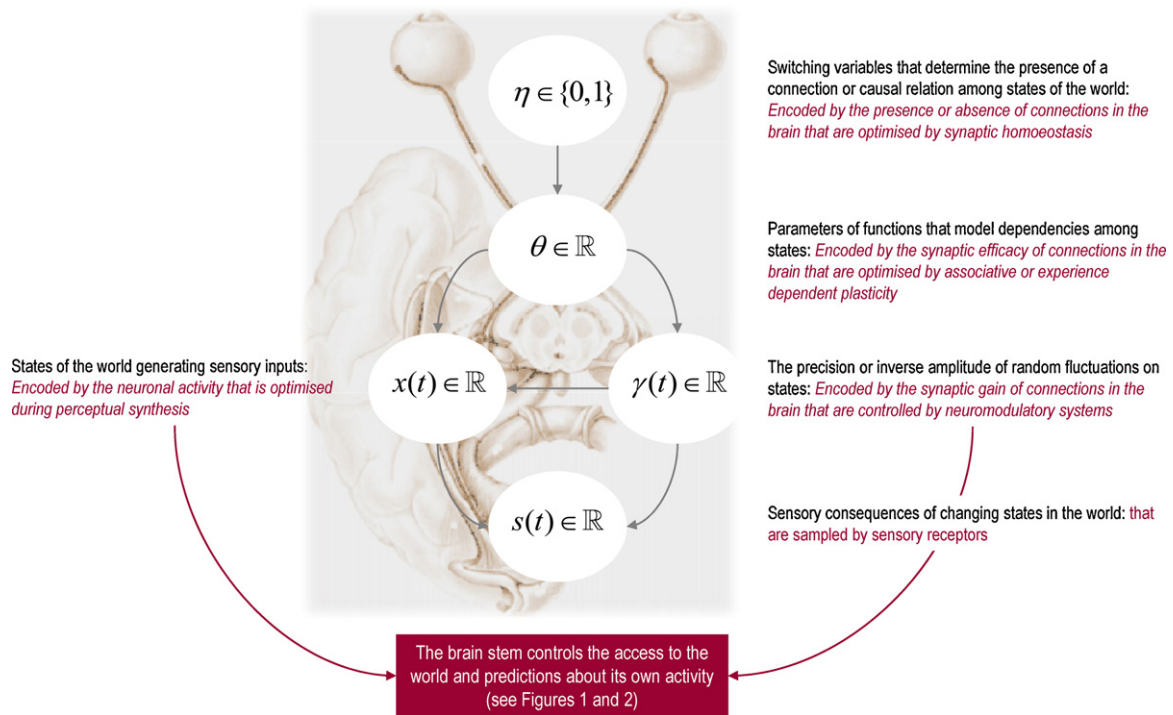 η ∈ {0,1}
Switching variables that determine the presence of a
connection or causal relation among states of the world:
Encoded by the presence or absence of connections in the
brain that are optimised by synaptic homoeostasis
θ ∈ ℝ
Parameters of functions that model dependencies among
states: Encoded by the synaptic efficacy of connections in the
brain that are optimised by associative or experience
dependent plasticity
States of the world generating sensory inputs:
Encoded by the neuronal activity that is optimised
during perceptual synthesis
x(t) ∈ ℝ
γ(t) ∈ ℝ
The precision or inverse amplitude of random fluctuations on
states: Encoded by the synaptic gain of connections in the
brain that are controlled by neuromodulatory systems
s(t) ∈ ℝ
Sensory consequences of changing states in the world: that
are sampled by sensory receptors
The brain stem controls the access to the
world and predictions about its own activity
(see Figures 1 and 2)